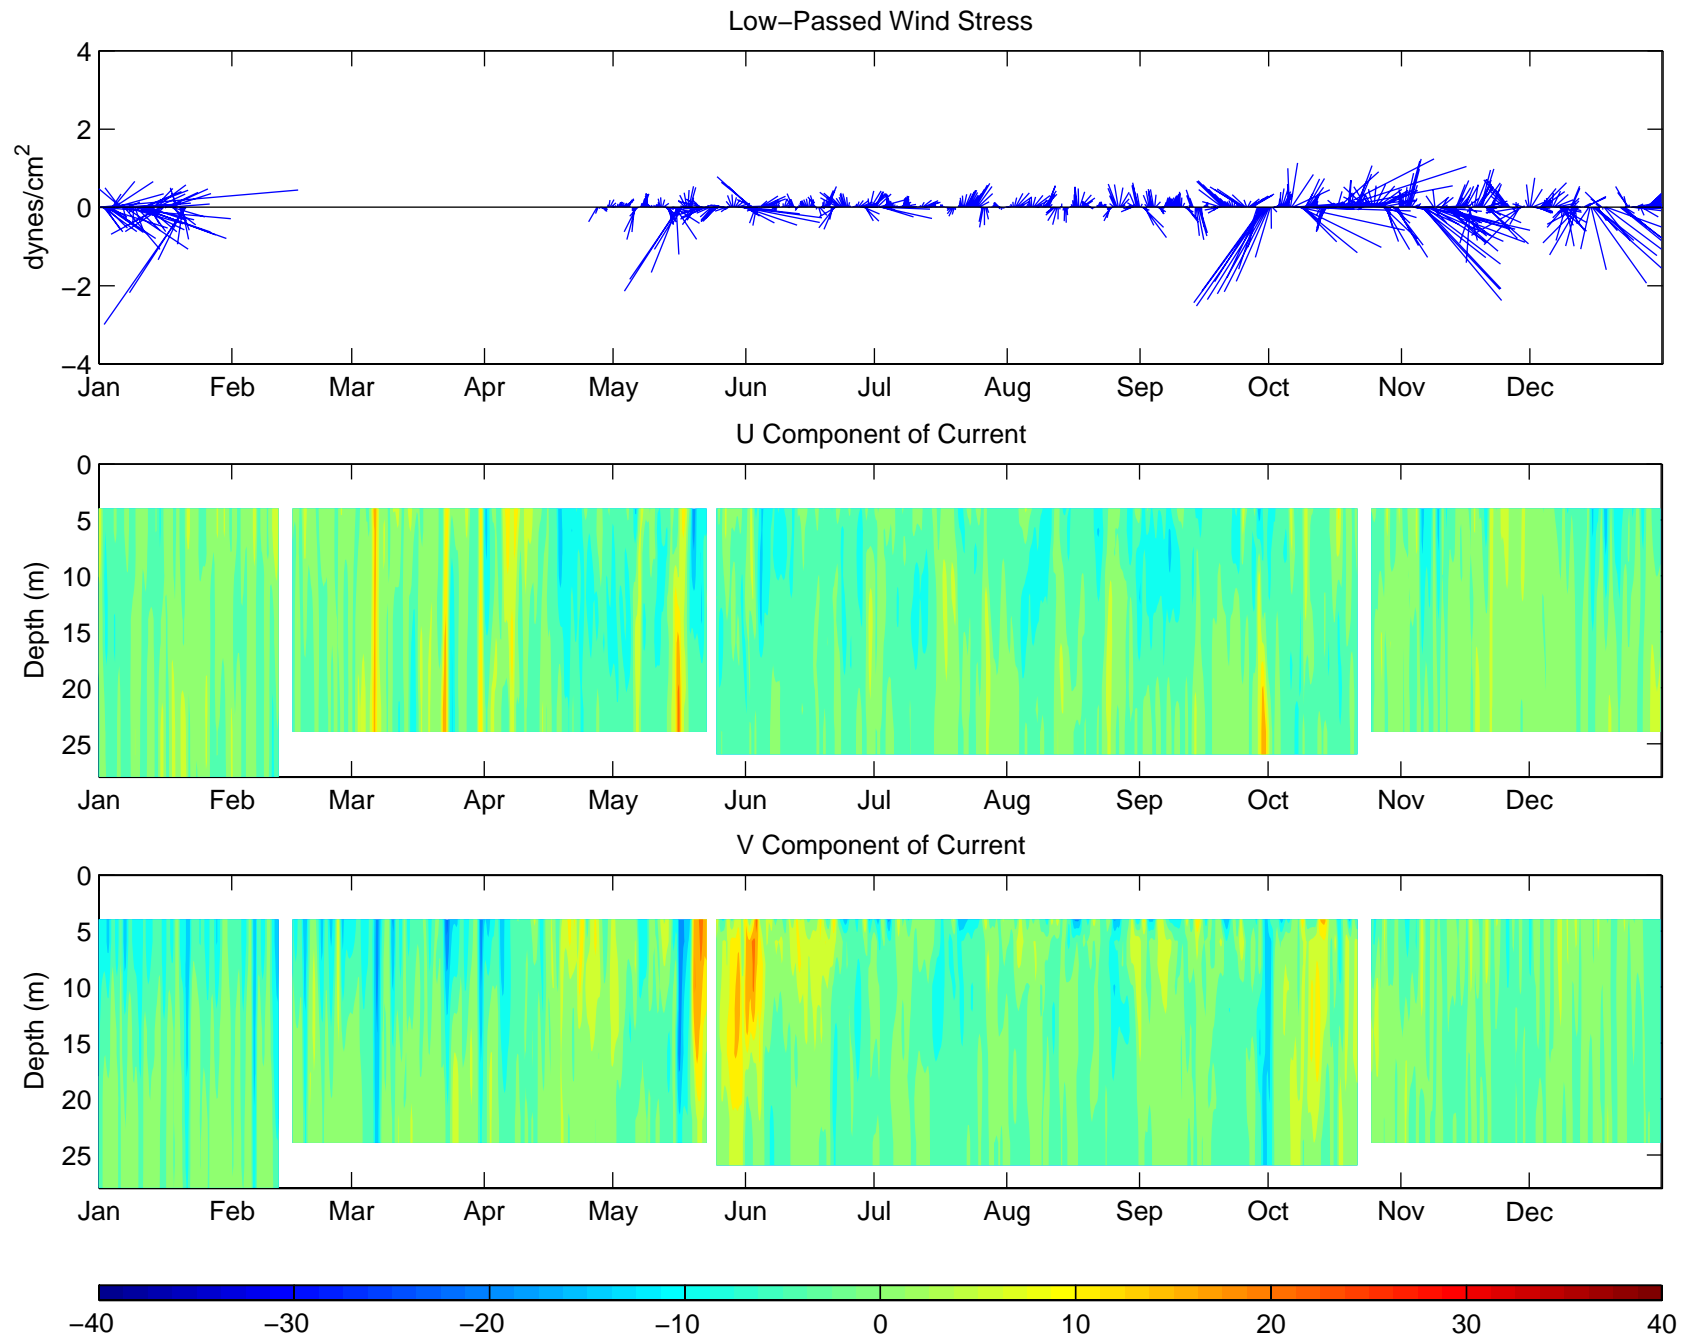 Low−Passed Wind Stress
4
2
0
−2
−4
dynes/cm2
Jan Feb Mar Apr May Jun Jul Aug Sep Oct Nov Dec
U Component of Current
0
5
10
15
20
25
Depth (m)
Jan Feb Mar Apr May Jun Jul Aug Sep Oct Nov Dec
V Component of Current
0
5
10
15
20
25
Depth (m)
Jan Feb Mar Apr May Jun Jul Aug Sep Oct Nov Dec
−40 −30 −20 −10 0 10 20 30 40